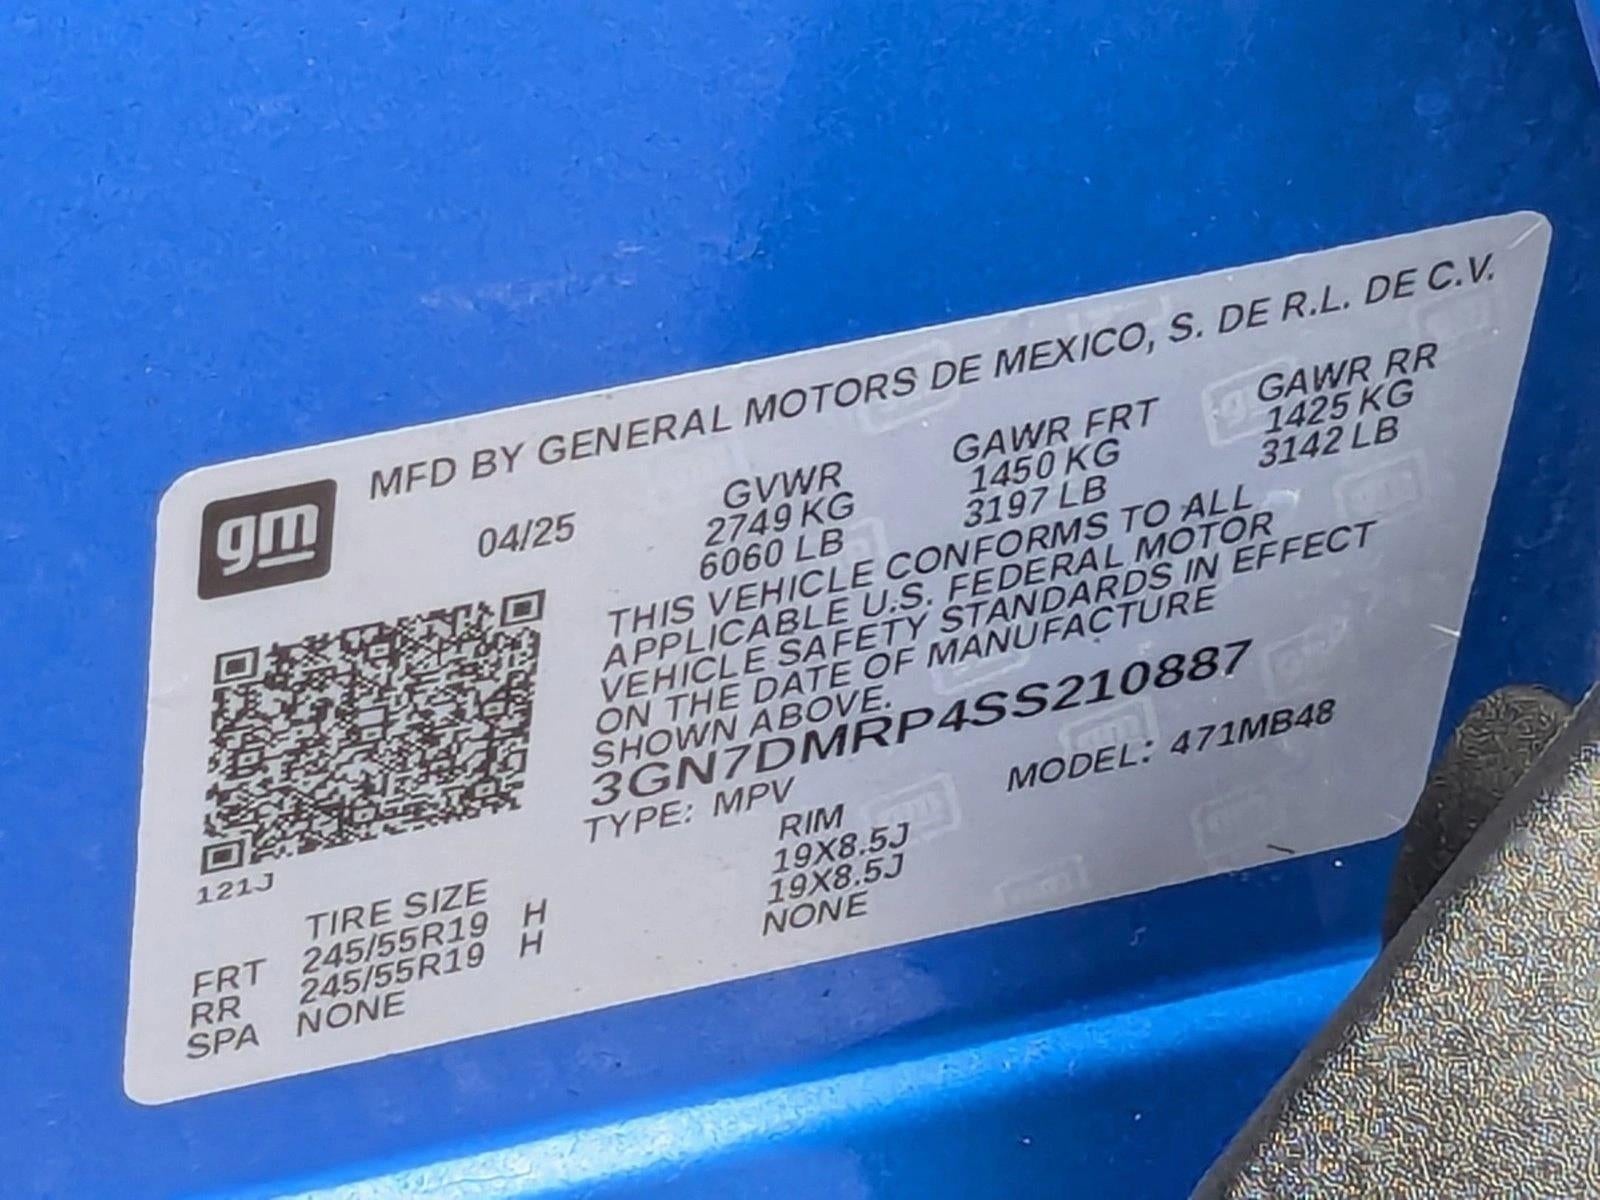 gm
MFD BY GENERAL MOTORS DE MEXICO, S. DE R.L. DE C.V.
04/25 GVWR GAWR FRT GAWR RR
2749 KG 1450 KG 1425 KG
6060 LB 3197 LB 3142 LB
THIS VEHICLE CONFORMS TO ALL
APPLICABLE U.S. FEDERAL MOTOR
VEHICLE SAFETY STANDARDS IN EFFECT
ON THE DATE OF MANUFACTURE
SHOWN ABOVE.
3GN7DMRP4SS210887
TYPE: MPV MODEL: 471MB48
121J
TIRE SIZE RIM
FRT 245/55R19 H 19X8.5J
RR 245/55R19 H 19X8.5J
SPA NONE NONE